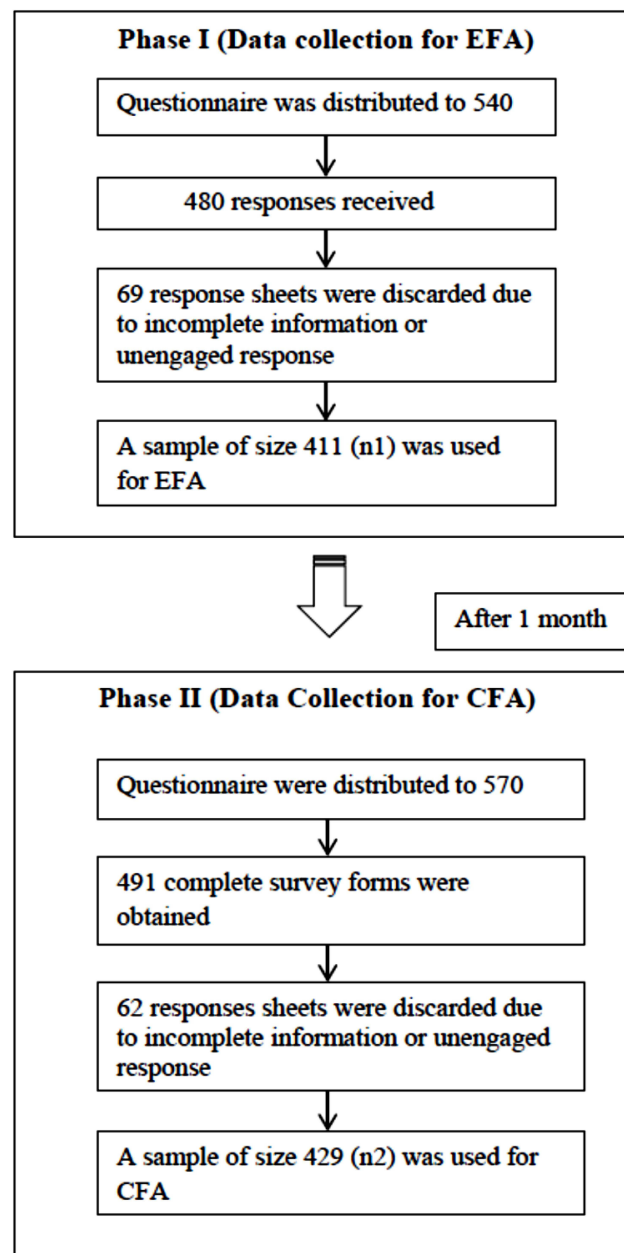 Phase I (Data collection for EFA)
Questionnaire was distributed to 540
480 responses received
69 response sheets were discarded due
to incomplete information or
unengaged response
A sample of size 411 (n1) was used
for EFA
After 1 month
Phase II (Data Collection for CFA)
Questionnaire were distributed to 570
491 complete survey forms were
obtained
62 responses sheets were discarded due
to incomplete information or unengaged
response
A sample of size 429 (n2) was used for
CFA